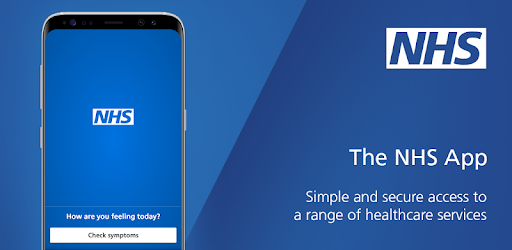 NHS
How are you feeling today?
Check symptoms
NHS
The NHS App
Simple and secure access to
a range of healthcare services